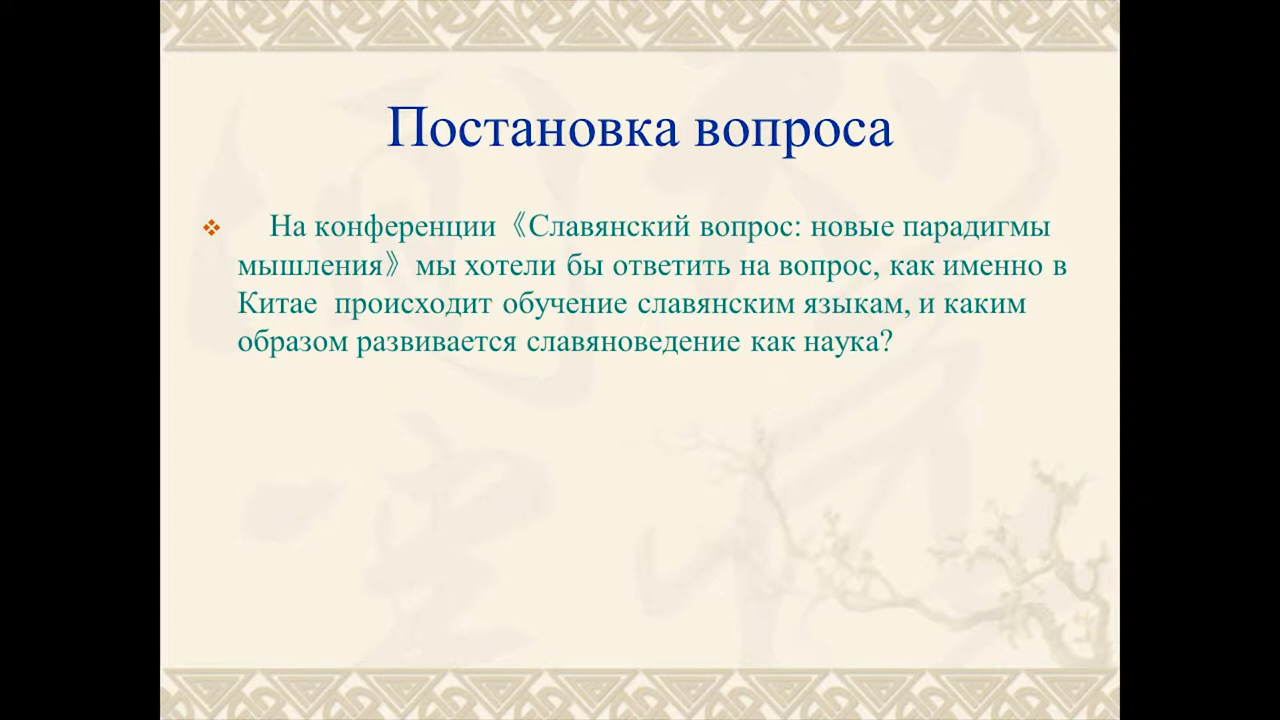 Постановка вопроса
На конференции《Славянский вопрос: новые парадигмы
мышления》мы хотели бы ответить на вопрос, как именно в
Китае происходит обучение славянским языкам, и каким
образом развивается славяноведение как наука?